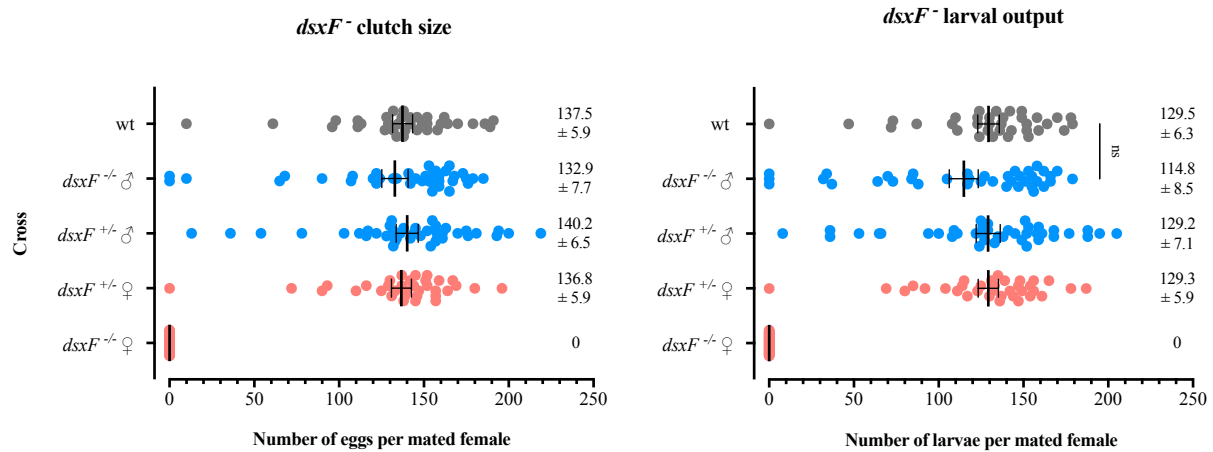 dsxF - clutch size
wt
dsxF -/- ♂
dsxF +/- ♂
dsxF +/- ♀
dsxF -/- ♀
Cross
137.5
± 5.9
132.9
± 7.7
140.2
± 6.5
136.8
± 5.9
0
0 50 100 150 200 250
Number of eggs per mated female
dsxF - larval output
wt
dsxF -/- ♂
dsxF +/- ♂
dsxF +/- ♀
dsxF -/- ♀
ns
129.5
± 6.3
114.8
± 8.5
129.2
± 7.1
129.3
± 5.9
0
0 50 100 150 200 250
Number of larvae per mated female